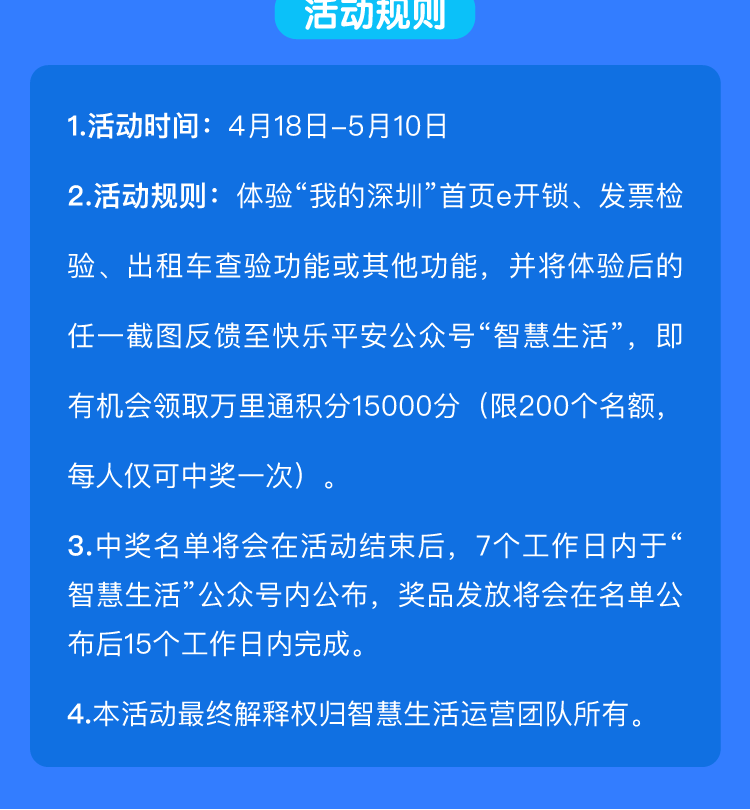 活动规则
1.活动时间：4月18日-5月10日
2.活动规则：体验“我的深圳”首页e开锁、发票检
验、出租车查验功能或其他功能，并将体验后的
任一截图反馈至快乐平安公众号“智慧生活”，即
有机会领取万里通积分15000分（限200个名额，
每人仅可中奖一次）。
3.中奖名单将会在活动结束后，7个工作日内于“
智慧生活”公众号内公布，奖品发放将会在名单公
布后15个工作日内完成。
4.本活动最终解释权归智慧生活运营团队所有。